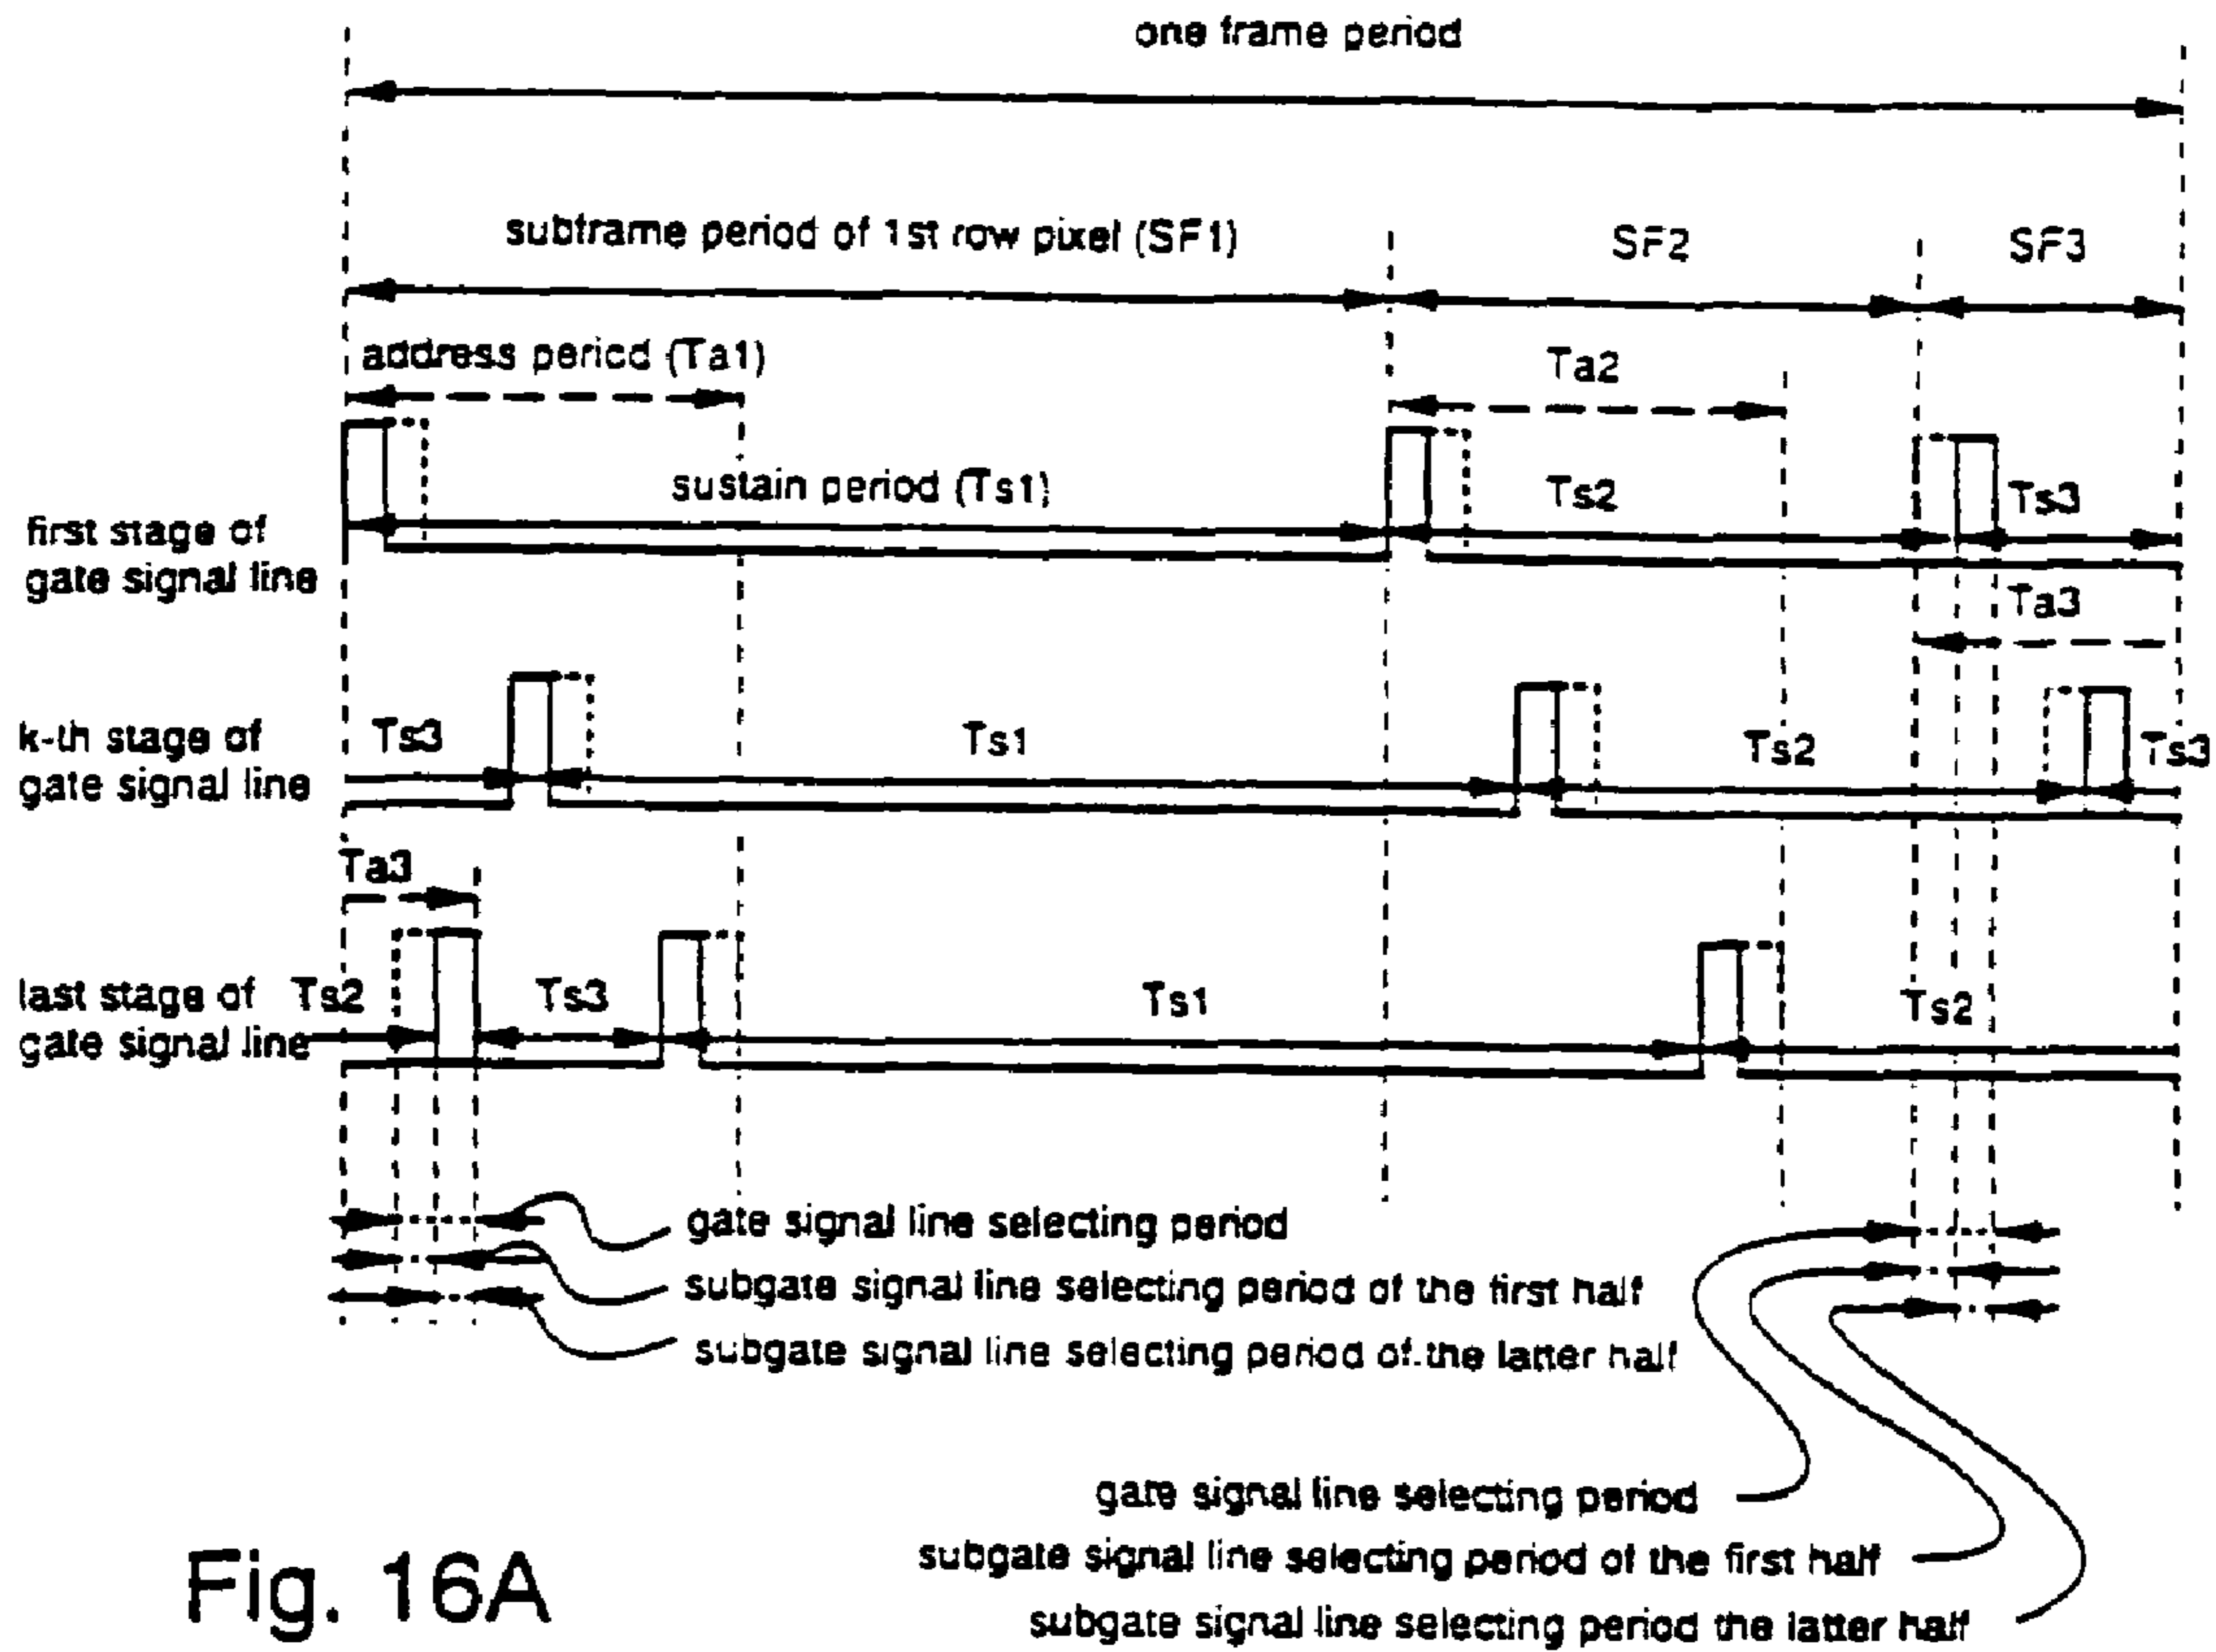 one frame period
subframe period of 1st row pixel (SF1)
SF2
SF3
address period (Ta1)
Ta2
sustain period (Ts1)
Ts2
Ts3
first stage of
gate signal line
Ta3
k-th stage of
gate signal line
Ts3
Ts1
Ts2
Ts3
Ta3
last stage of
gate signal line
Ts2
Ts3
Ts1
Ts2
gate signal line selecting period
subgate signal line selecting period of the first half
subgate signal line selecting period of the latter half
gate signal line selecting period
subgate signal line selecting period of the first half
subgate signal line selecting period the latter half
Fig. 16A